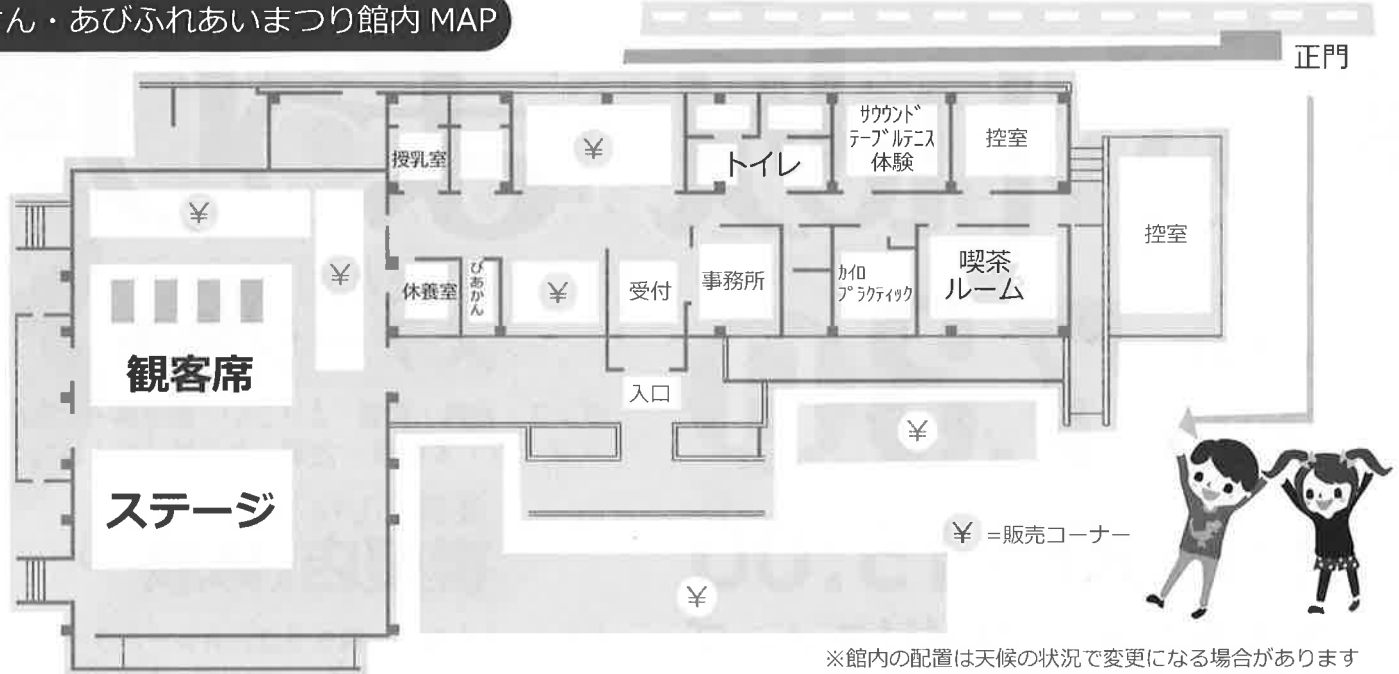 ん・あびふれあいまつり館内 MAP
正門
授乳室
¥
トイレ
サウウンド
テーブルテニス
体験
控室
控室
¥
¥
休養室
ぴあかん
¥
受付
事務所
カイロ
プラクティック
喫茶
ルーム
観客席
入口
¥
ステージ
¥ =販売コーナー
¥
※館内の配置は天候の状況で変更になる場合があります